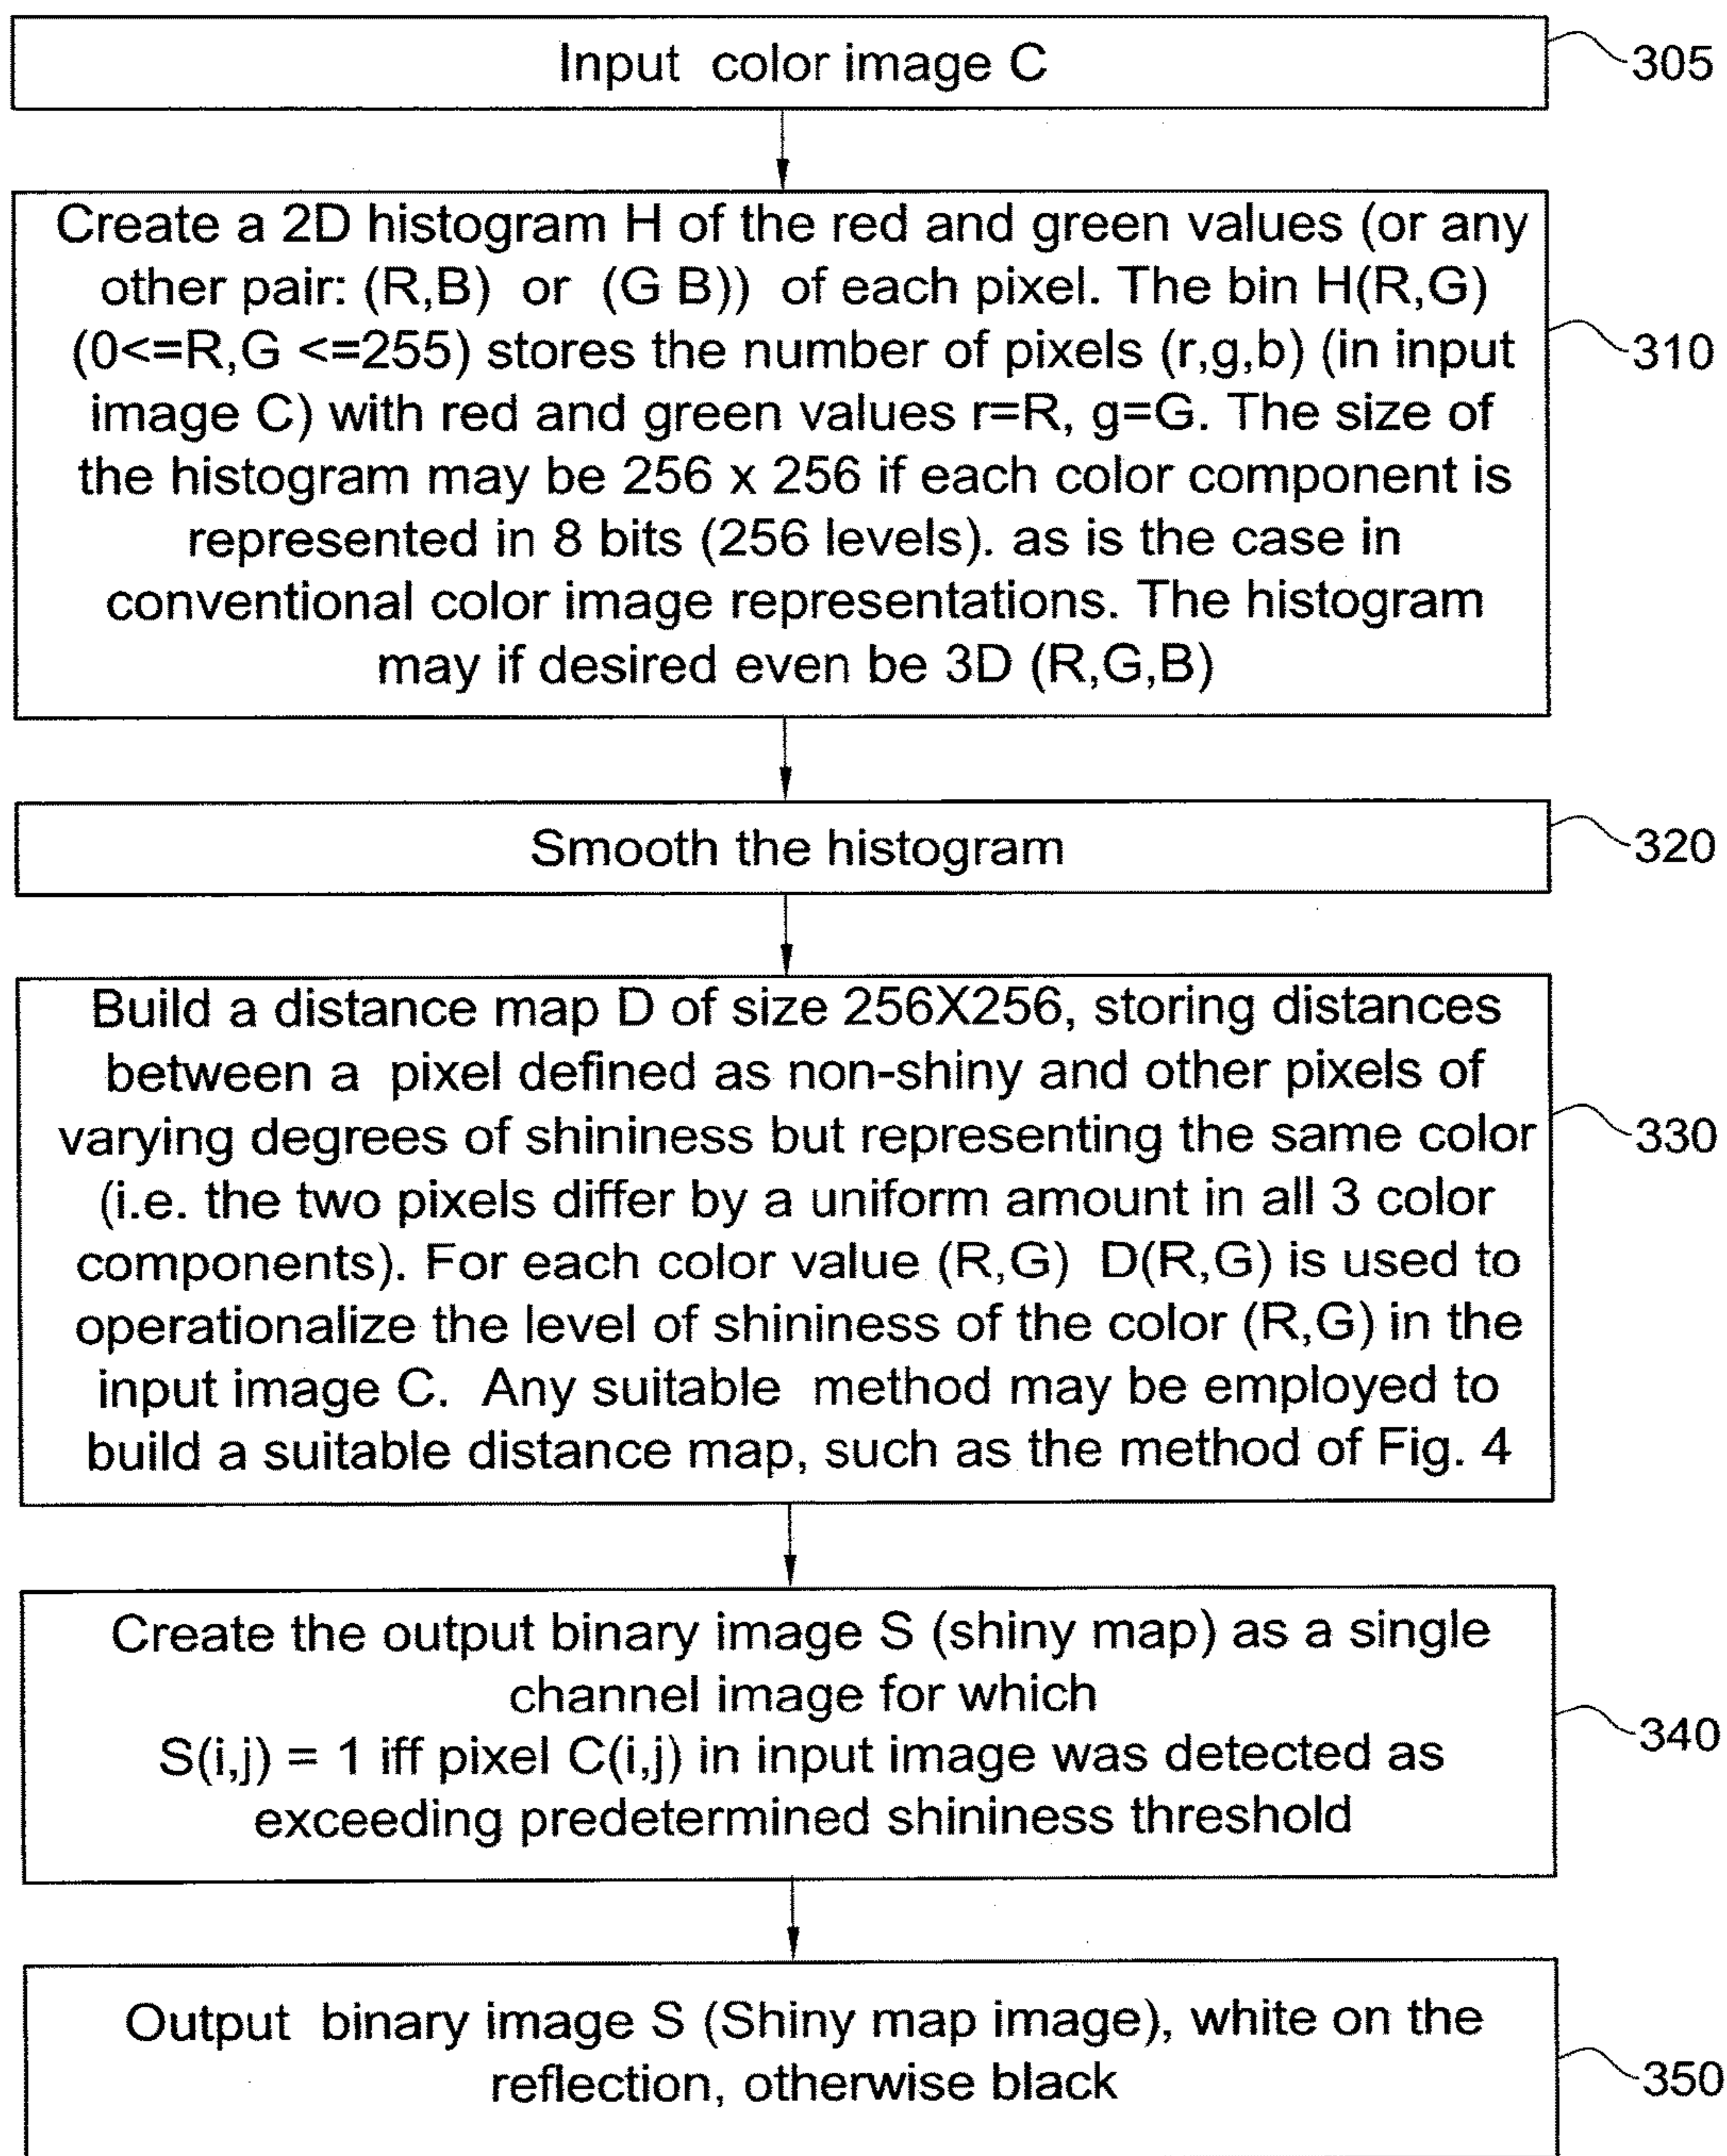 Input color image C
305
Create a 2D histogram H of the red and green values (or any
other pair: (R,B) or (G B)) of each pixel. The bin H(R,G)
(0<=R,G <=255) stores the number of pixels (r,g,b) (in input
image C) with red and green values r=R, g=G. The size of
the histogram may be 256 x 256 if each color component is
represented in 8 bits (256 levels). as is the case in
conventional color image representations. The histogram
may if desired even be 3D (R,G,B)
310
Smooth the histogram
320
Build a distance map D of size 256X256, storing distances
between a pixel defined as non-shiny and other pixels of
varying degrees of shininess but representing the same color
(i.e. the two pixels differ by a uniform amount in all 3 color
components). For each color value (R,G) D(R,G) is used to
operationalize the level of shininess of the color (R,G) in the
input image C. Any suitable method may be employed to
build a suitable distance map, such as the method of Fig. 4
330
Create the output binary image S (shiny map) as a single
channel image for which
S(i,j) = 1 iff pixel C(i,j) in input image was detected as
exceeding predetermined shininess threshold
340
Output binary image S (Shiny map image), white on the
reflection, otherwise black
350